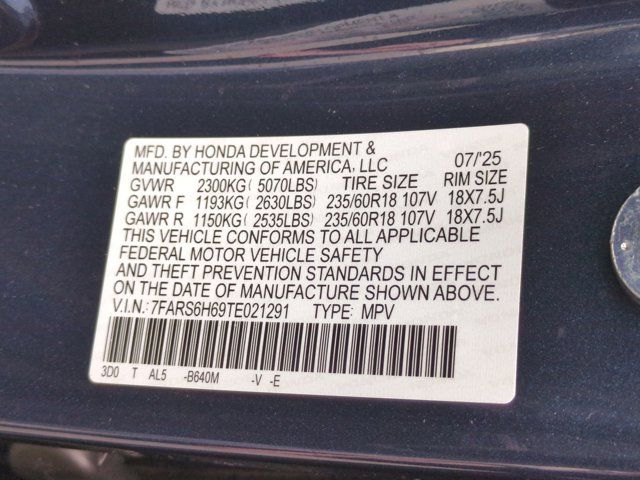 MFD. BY HONDA DEVELOPMENT &
MANUFACTURING OF AMERICA, LLC 07/'25
GVWR 2300KG ( 5070LBS) TIRE SIZE RIM SIZE
GAWR F 1193KG ( 2630LBS) 235/60R18 107V 18X7.5J
GAWR R 1150KG ( 2535LBS) 235/60R18 107V 18X7.5J
THIS VEHICLE CONFORMS TO ALL APPLICABLE
FEDERAL MOTOR VEHICLE SAFETY
AND THEFT PREVENTION STANDARDS IN EFFECT
ON THE DATE OF MANUFACTURE SHOWN ABOVE.
V.I.N.: 7FARS6H69TE021291 TYPE: MPV
3D0 T AL5 -B640M -V -E